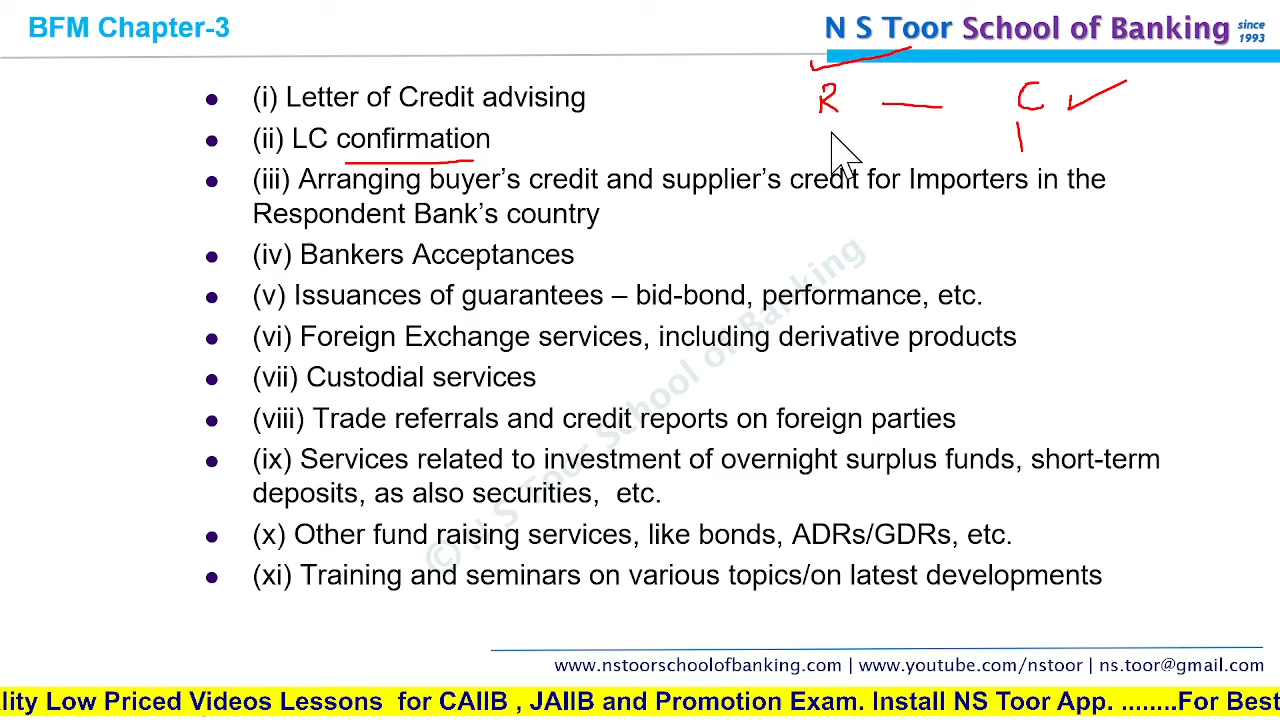 BFM Chapter-3
N S Toor School of Banking since 1993
R — C
• (i) Letter of Credit advising
• (ii) LC confirmation
• (iii) Arranging buyer’s credit and supplier’s credit for Importers in the
Respondent Bank’s country
• (iv) Bankers Acceptances
• (v) Issuances of guarantees – bid-bond, performance, etc.
• (vi) Foreign Exchange services, including derivative products
• (vii) Custodial services
• (viii) Trade referrals and credit reports on foreign parties
• (ix) Services related to investment of overnight surplus funds, short-term
deposits, as also securities, etc.
• (x) Other fund raising services, like bonds, ADRs/GDRs, etc.
• (xi) Training and seminars on various topics/on latest developments
© N S Toor School of Banking
www.nstoorschoolofbanking.com | www.youtube.com/nstoor | ns.toor@gmail.com
lity Low Priced Videos Lessons for CAIIB , JAIIB and Promotion Exam. Install NS Toor App. ........For Best